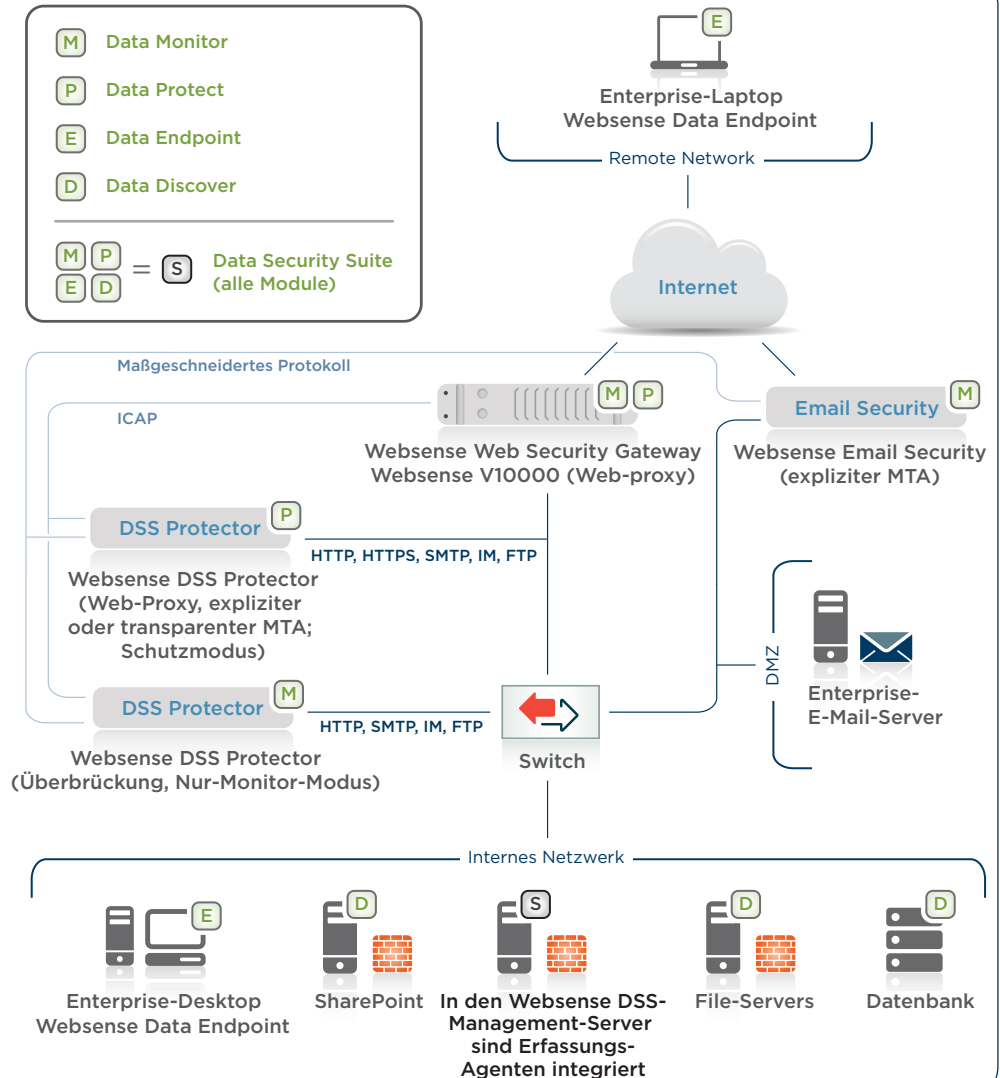 M Data Monitor
P Data Protect
E Data Endpoint
D Data Discover
M P
E D
= S
Data Security Suite
(alle Module)
E
Enterprise-Laptop
Websense Data Endpoint
Remote Network
Internet
Maßgeschneidertes Protokoll
ICAP
M P
Websense Web Security Gateway
Websense V10000 (Web-proxy)
Email Security M
Websense Email Security
(expliziter MTA)
DSS Protector P
HTTP, HTTPS, SMTP, IM, FTP
Websense DSS Protector
(Web-Proxy, expliziter
oder transparenter MTA;
Schutzmodus)
DSS Protector M
HTTP, SMTP, IM, FTP
Websense DSS Protector
(Überbrückung, Nur-Monitor-Modus)
Switch
DMZ
Enterprise-
E-Mail-Server
Internes Netzwerk
E
Enterprise-Desktop
Websense Data Endpoint
D
SharePoint
S
In den Websense DSS-
Management-Server
sind Erfassungs-
Agenten integriert
D
File-Servers
D
Datenbank